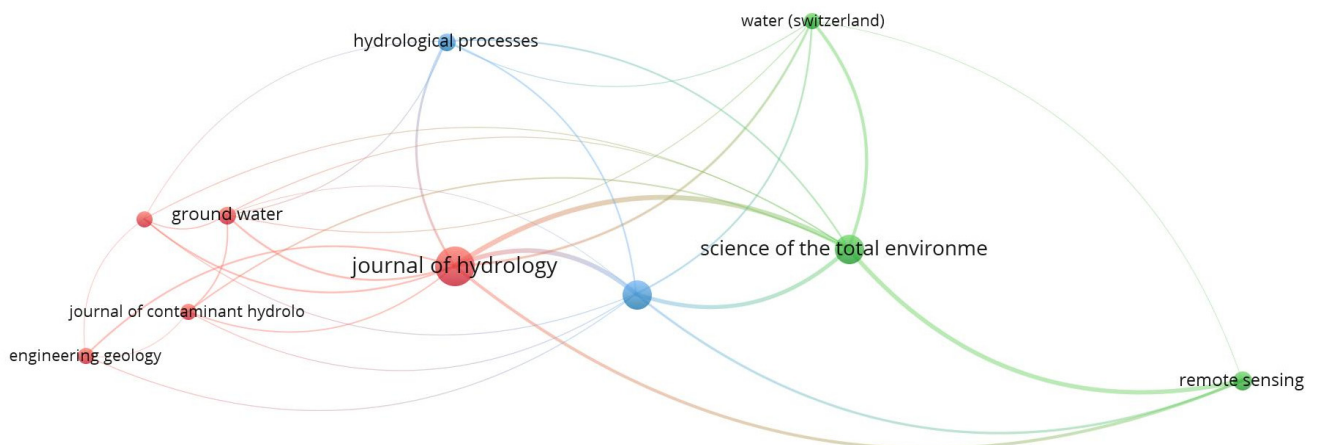 water (switzerland)
hydrological processes
ground water
science of the total environme
journal of hydrology
journal of contaminant hydrolo
engineering geology
remote sensing